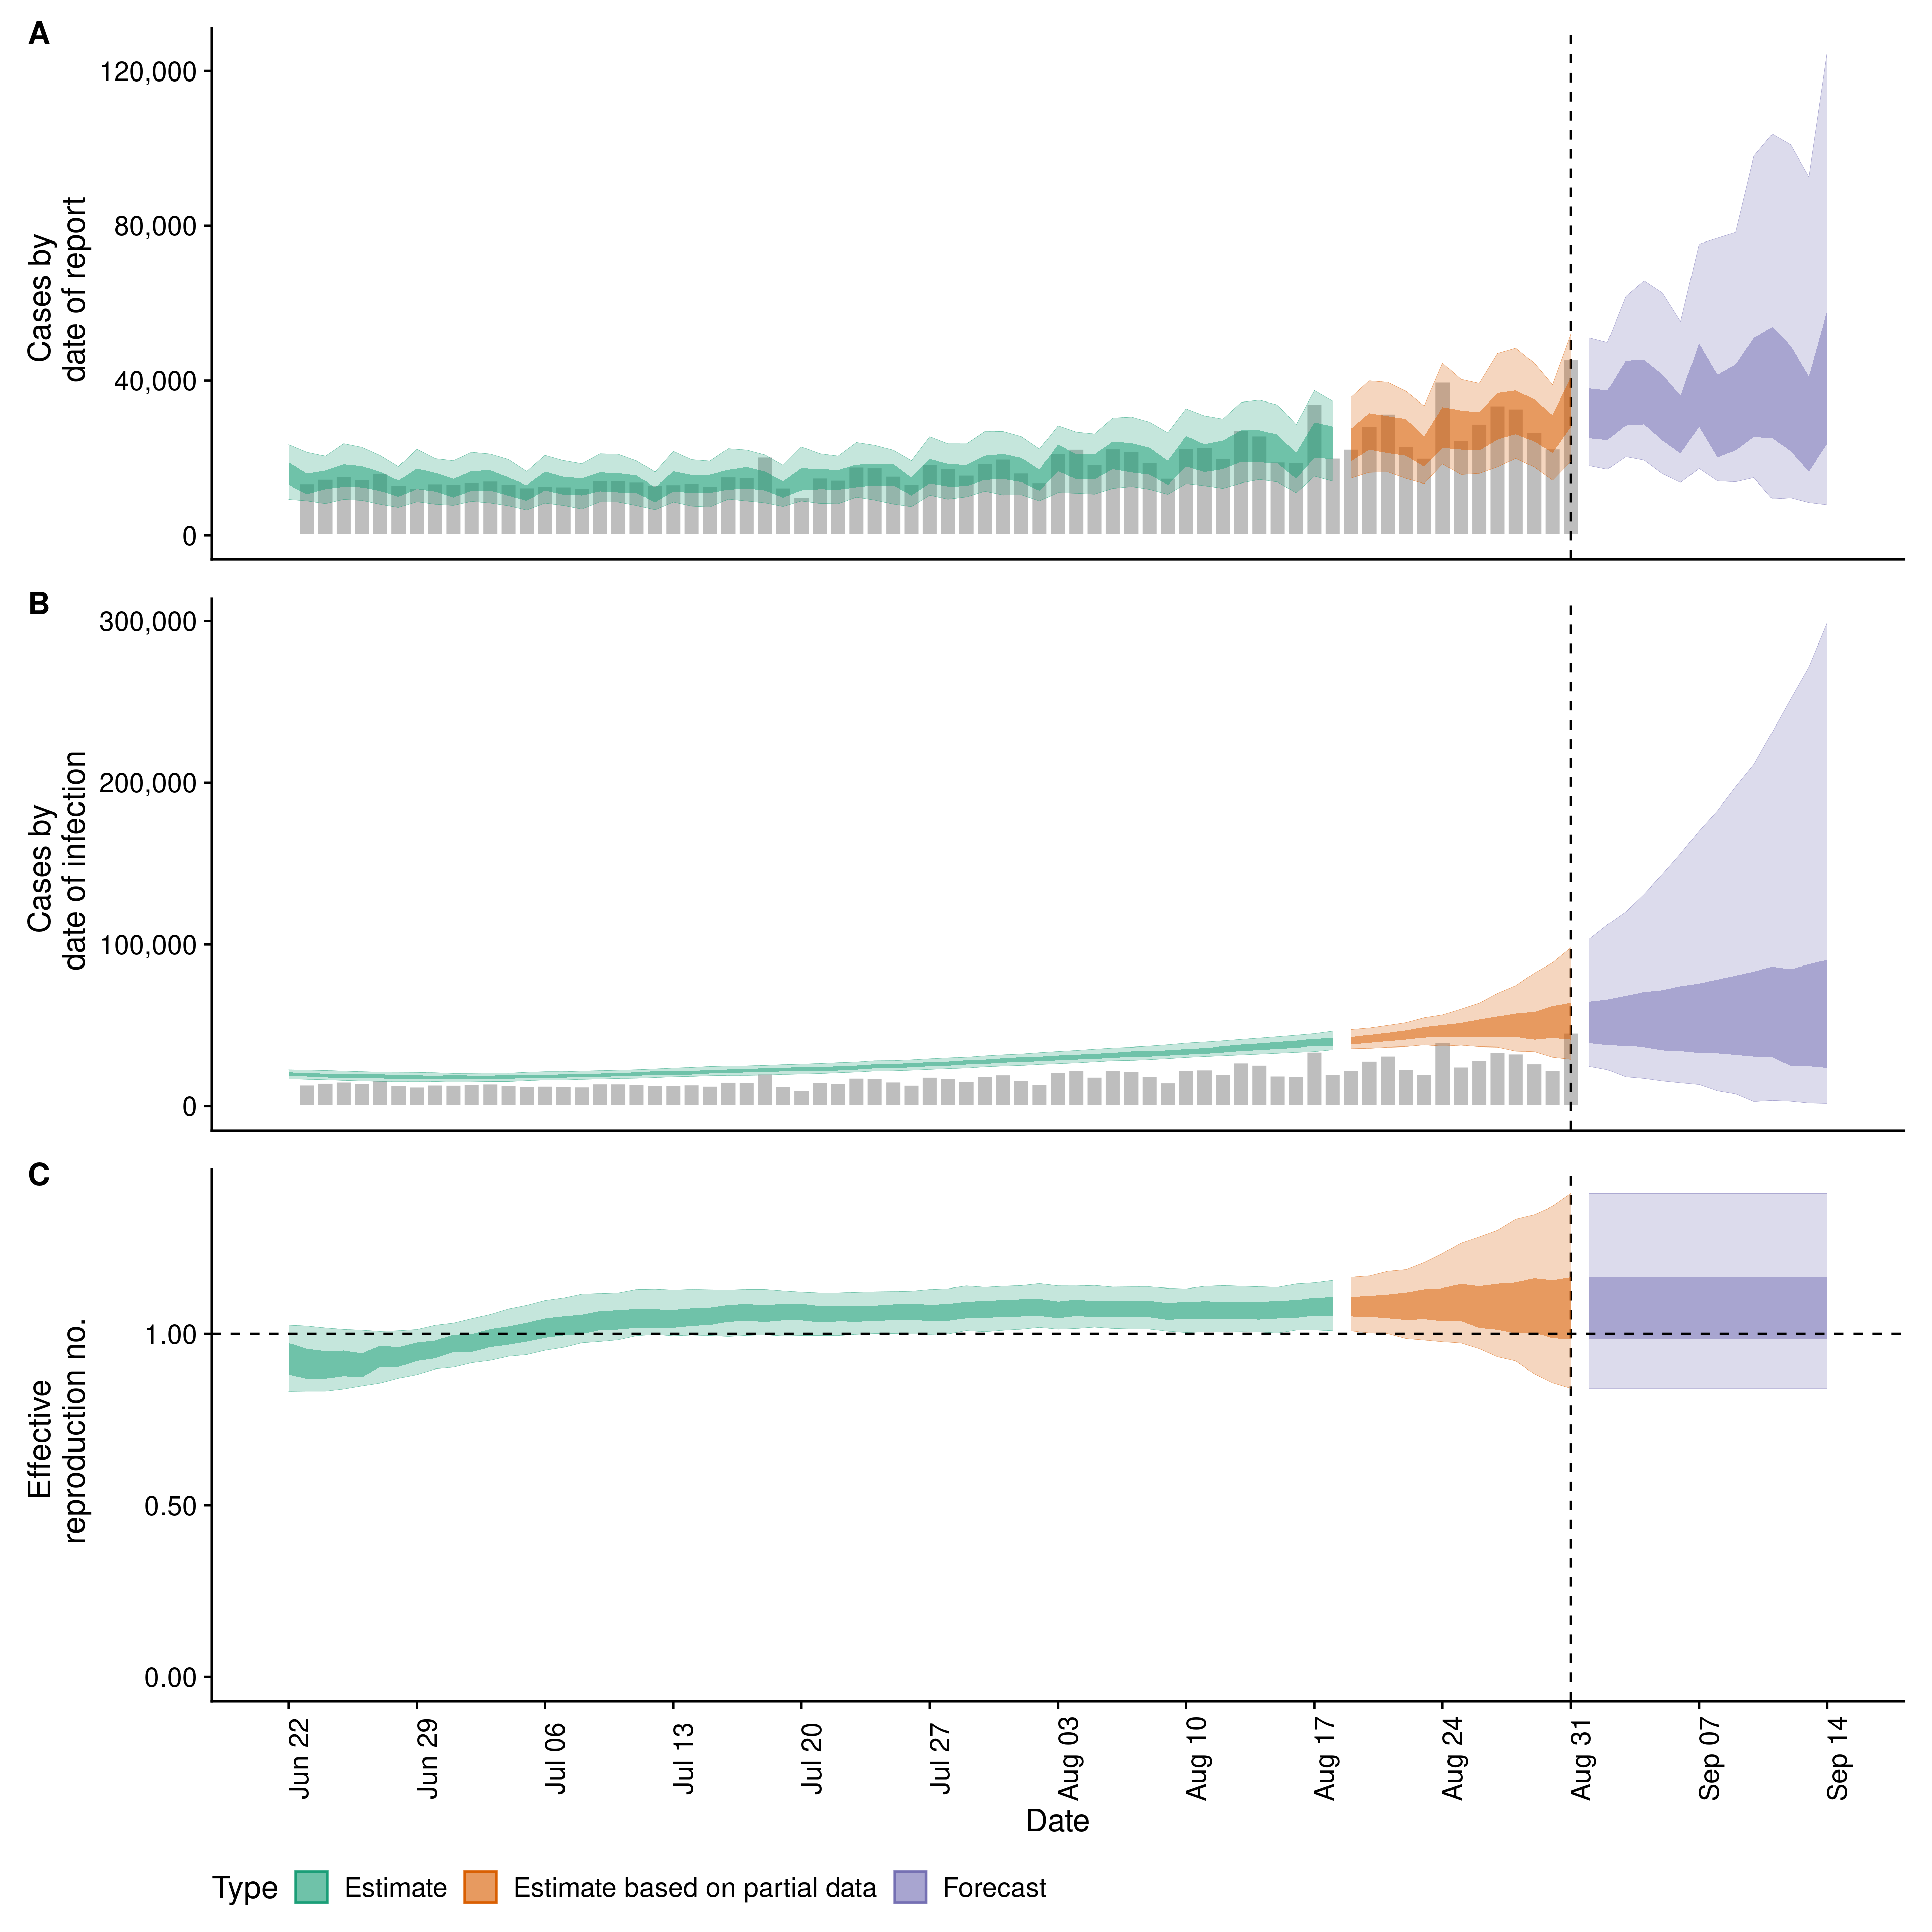 A
120,000
80,000
40,000
0
Cases by
date of report
B
300,000
200,000
100,000
0
Cases by
date of infection
C
1.00
0.50
0.00
Effective
reproduction no.
Jun 22
Jun 29
Jul 06
Jul 13
Jul 20
Jul 27
Aug 03
Aug 10
Aug 17
Aug 24
Aug 31
Sep 07
Sep 14
Date
Type Estimate Estimate based on partial data Forecast